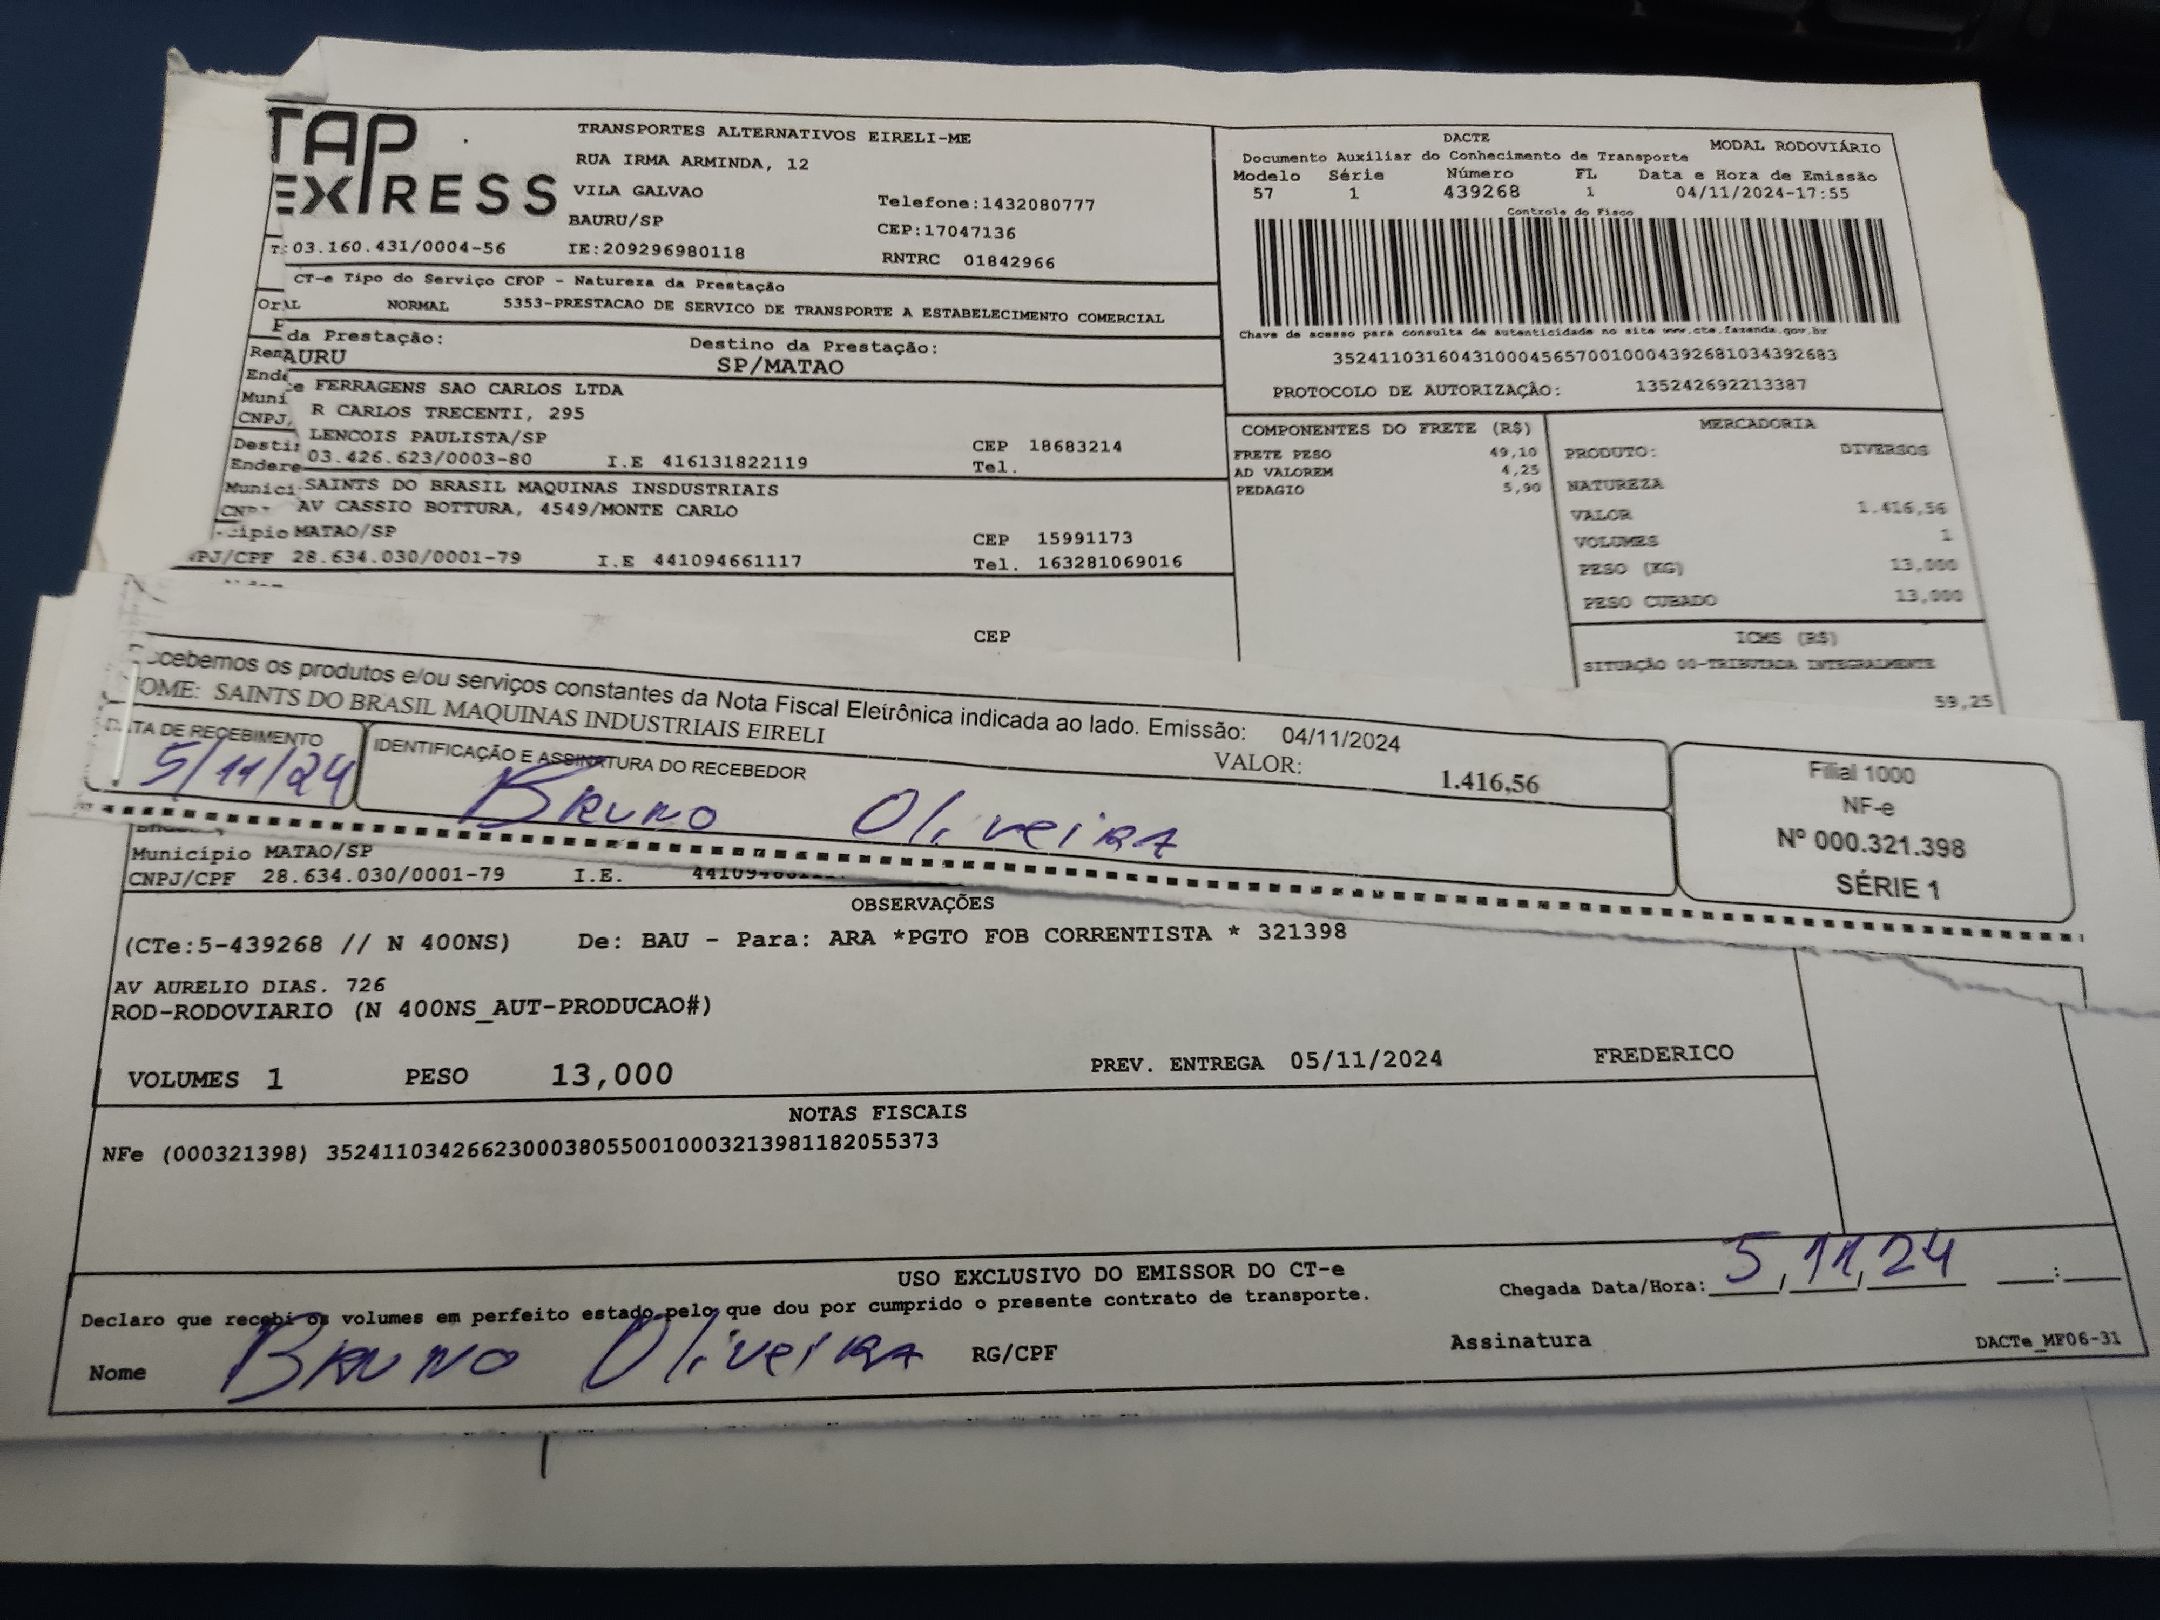 TAP
EXPRESS
TRANSPORTES ALTERNATIVOS EIRELI-ME
RUA IRMA ARMINDA, 12
VILA GALVAO
Telefone:1432080777
BAURU/SP
CEP:17047136
03.160.431/0004-56 IE:209296980118
RNTRC 01842966
DACTE MODAL RODOVIÁRIO
Documento Auxiliar do Conhecimento de Transporte
Modelo Série Número FL Data e Hora de Emissão
57 1 439268 1 04/11/2024-17:55
Controle do Fisco
Chave de acesso para consulta de autenticidade no site www.cte.fazenda.gov.br
35241103160431000456570010004392681034392683
PROTOCOLO DE AUTORIZAÇÃO: 135242692213387
CT-e Tipo do Serviço CFOP - Natureza da Prestação
NORMAL 5353-PRESTACAO DE SERVICO DE TRANSPORTE A ESTABELECIMENTO COMERCIAL
da Prestação: Destino da Prestação:
AURU SP/MATAO
FERRAGENS SAO CARLOS LTDA
R CARLOS TRECENTI, 295
LENCOIS PAULISTA/SP CEP 18683214
03.426.623/0003-80 I.E 416131822119 Tel.
SAINTS DO BRASIL MAQUINAS INSDUSTRIAIS
AV CASSIO BOTTURA, 4549/MONTE CARLO
MATAO/SP CEP 15991173
PJ/CPF 28.634.030/0001-79 I.E 441094661117 Tel. 163281069016
CEP
COMPONENTES DO FRETE (R$)
FRETE PESO 49,10
AD VALOREM 4,25
PEDAGIO 5,90
MERCADORIA
PRODUTO: DIVERSOS
NATUREZA
VALOR 1.416,56
VOLUMES 1
PESO (KG) 13,000
PESO CUBADO 13,000
ICMS (R$)
SITUAÇÃO 00-TRIBUTADA INTEGRALMENTE
59,25
cebemos os produtos e/ou serviços constantes da Nota Fiscal Eletrônica indicada ao lado. Emissão: 04/11/2024
OME: SAINTS DO BRASIL MAQUINAS INDUSTRIAIS EIRELI VALOR: 1.416,56
TA DE RECEBIMENTO
5/11/24
IDENTIFICAÇÃO E ASSINATURA DO RECEBEDOR
Bruno Oliveira
Filial 1000
NF-e
Nº 000.321.398
SÉRIE 1
Município MATAO/SP
CNPJ/CPF 28.634.030/0001-79 I.E.
OBSERVAÇÕES
(CTe:5-439268 // N 400NS) De: BAU - Para: ARA *PGTO FOB CORRENTISTA * 321398
AV AURELIO DIAS. 726
ROD-RODOVIARIO (N 400NS_AUT-PRODUCAO#)
VOLUMES 1 PESO 13,000 PREV. ENTREGA 05/11/2024 FREDERICO
NOTAS FISCAIS
NFe (000321398) 35241103426623000380550010003213981182055373
USO EXCLUSIVO DO EMISSOR DO CT-e
Declaro que recebi os volumes em perfeito estado pelo que dou por cumprido o presente contrato de transporte.
Chegada Data/Hora: 5,11,24 :
Nome Bruno Oliveira RG/CPF Assinatura DACTe_MF06-31